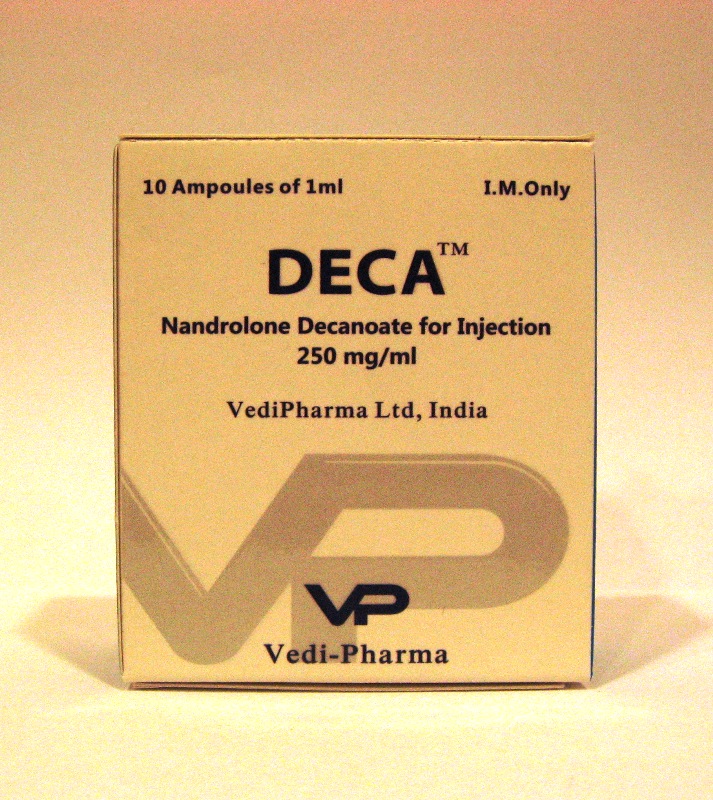 10 Ampoules of 1ml I.M.Only
DECA™
Nandrolone Decanoate for Injection
250 mg/ml
VediPharma Ltd, India
VP
VP
Vedi-Pharma